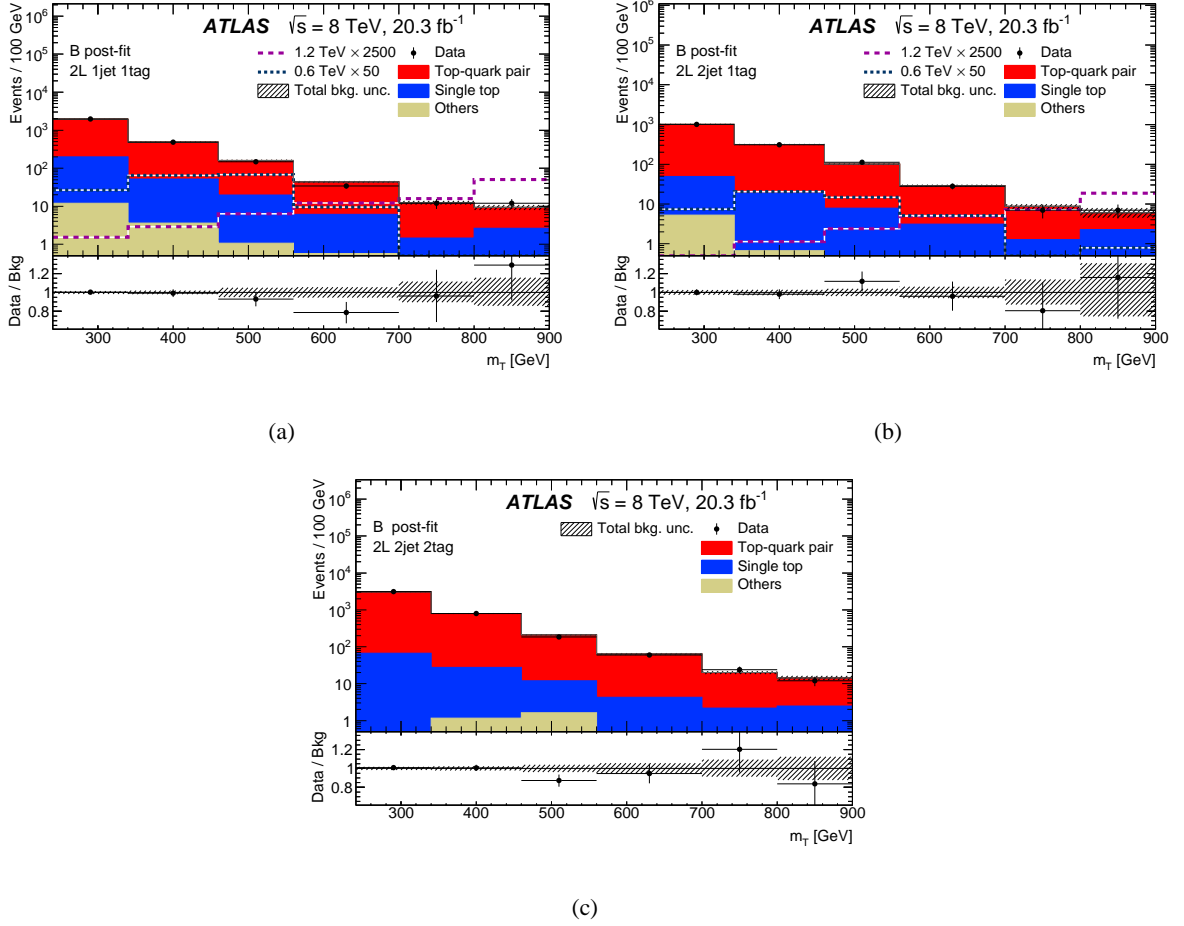 ATLAS √s = 8 TeV, 20.3 fb⁻¹
B post-fit
2L 1jet 1tag
1.2 TeV × 2500
0.6 TeV × 50
Total bkg. unc.
Data
Top-quark pair
Single top
Others
Events / 100 GeV
10⁶
10⁵
10⁴
10³
10²
10
1
Data / Bkg
1.2
1
0.8
300 400 500 600 700 800 900
m_T [GeV]
(a)
ATLAS √s = 8 TeV, 20.3 fb⁻¹
B post-fit
2L 2jet 1tag
1.2 TeV × 2500
0.6 TeV × 50
Total bkg. unc.
Data
Top-quark pair
Single top
Others
Events / 100 GeV
10⁶
10⁵
10⁴
10³
10²
10
1
Data / Bkg
1.2
1
0.8
300 400 500 600 700 800 900
m_T [GeV]
(b)
ATLAS √s = 8 TeV, 20.3 fb⁻¹
B post-fit
2L 2jet 2tag
Total bkg. unc.
Data
Top-quark pair
Single top
Others
Events / 100 GeV
10⁶
10⁵
10⁴
10³
10²
10
1
Data / Bkg
1.2
1
0.8
300 400 500 600 700 800 900
m_T [GeV]
(c)